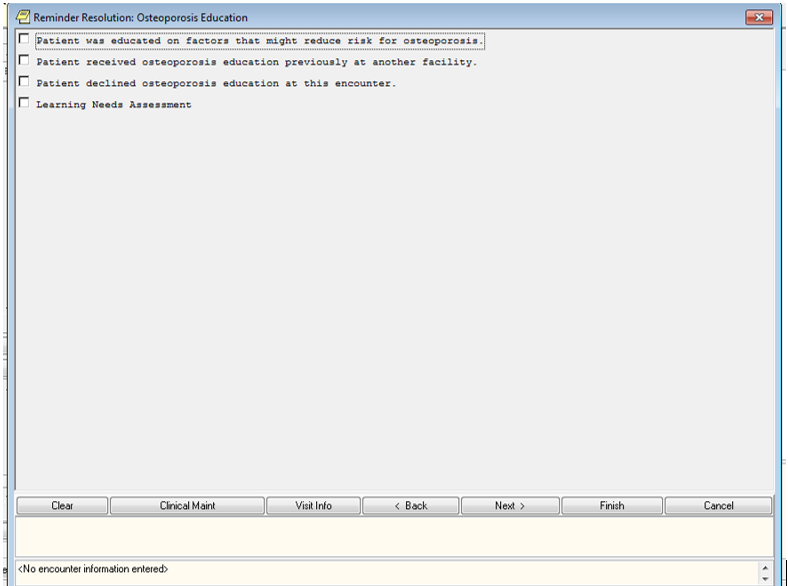 Reminder Resolution: Osteoporosis Education
Patient was educated on factors that might reduce risk for osteoporosis.
Patient received osteoporosis education previously at another facility.
Patient declined osteoporosis education at this encounter.
Learning Needs Assessment
Clear Clinical Maint Visit Info < Back Next > Finish Cancel
<No encounter information entered>